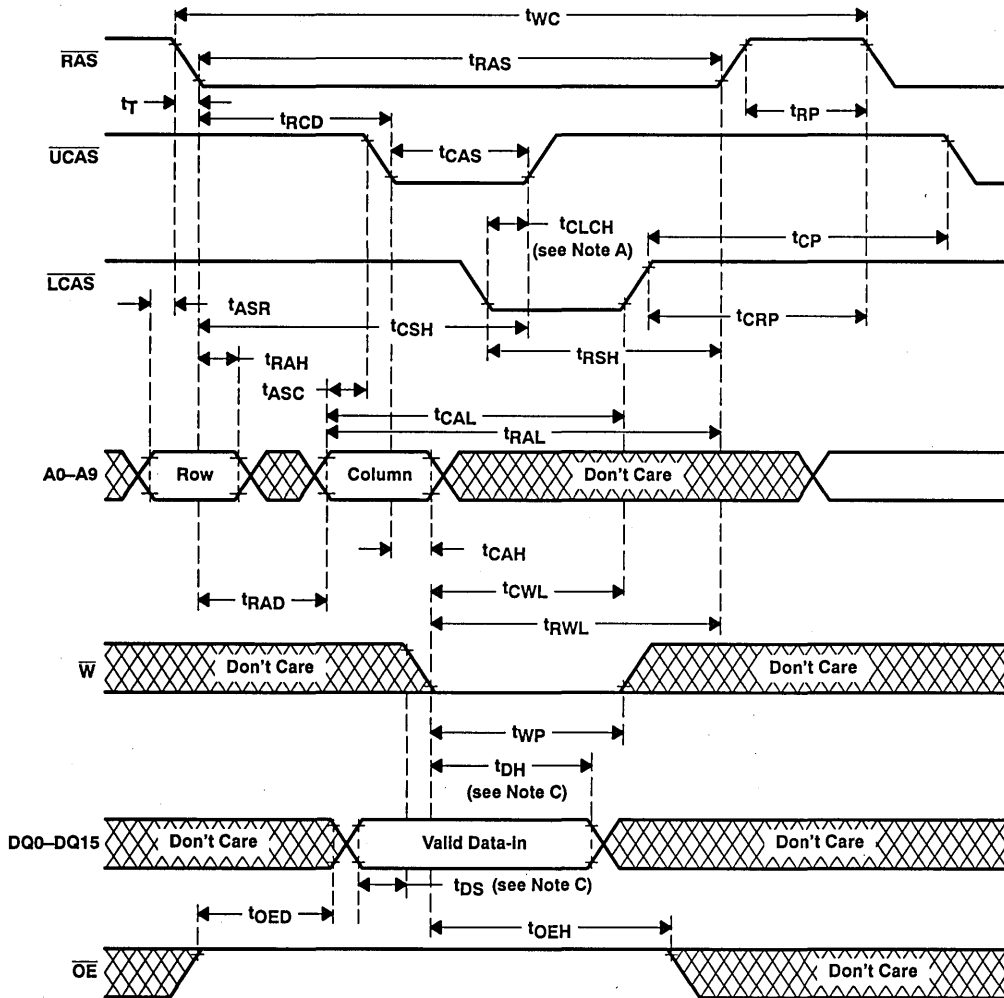 tWC
RAS
tRAS
tT
tRCD
tRP
UCAS
tCAS
tCLCH
(see Note A)
tCP
LCAS
tASR
tCSH
tCRP
tRAH
tRSH
tASC
tCAL
tRAL
A0–A9
Row
Column
Don't Care
tCAH
tRAD
tCWL
tRWL
W
Don't Care
Don't Care
tWP
tDH
(see Note C)
DQ0–DQ15
Don't Care
Valid Data-in
Don't Care
tDS (see Note C)
tOED
tOEH
OE
Don't Care